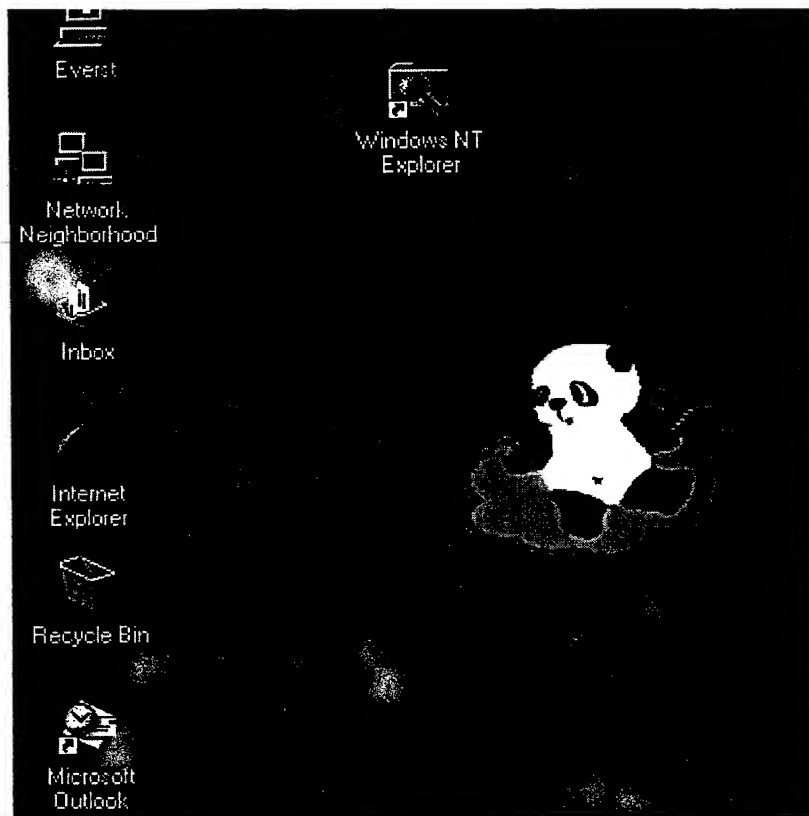 Everst
Windows NT
Explorer
Network
Neighborhood
Inbox
Internet
Explorer
Recycle Bin
Microsoft
Outlook